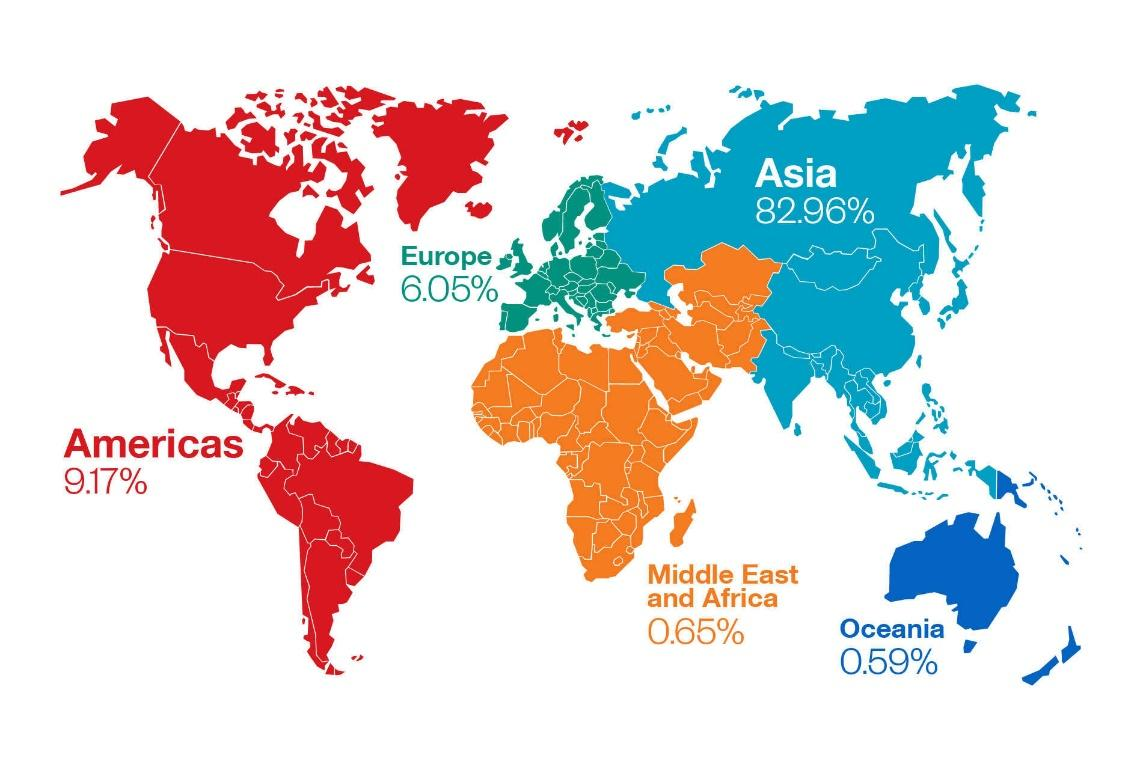 Asia
82.96%
Europe
6.05%
Americas
9.17%
Middle East
and Africa
0.65%
Oceania
0.59%